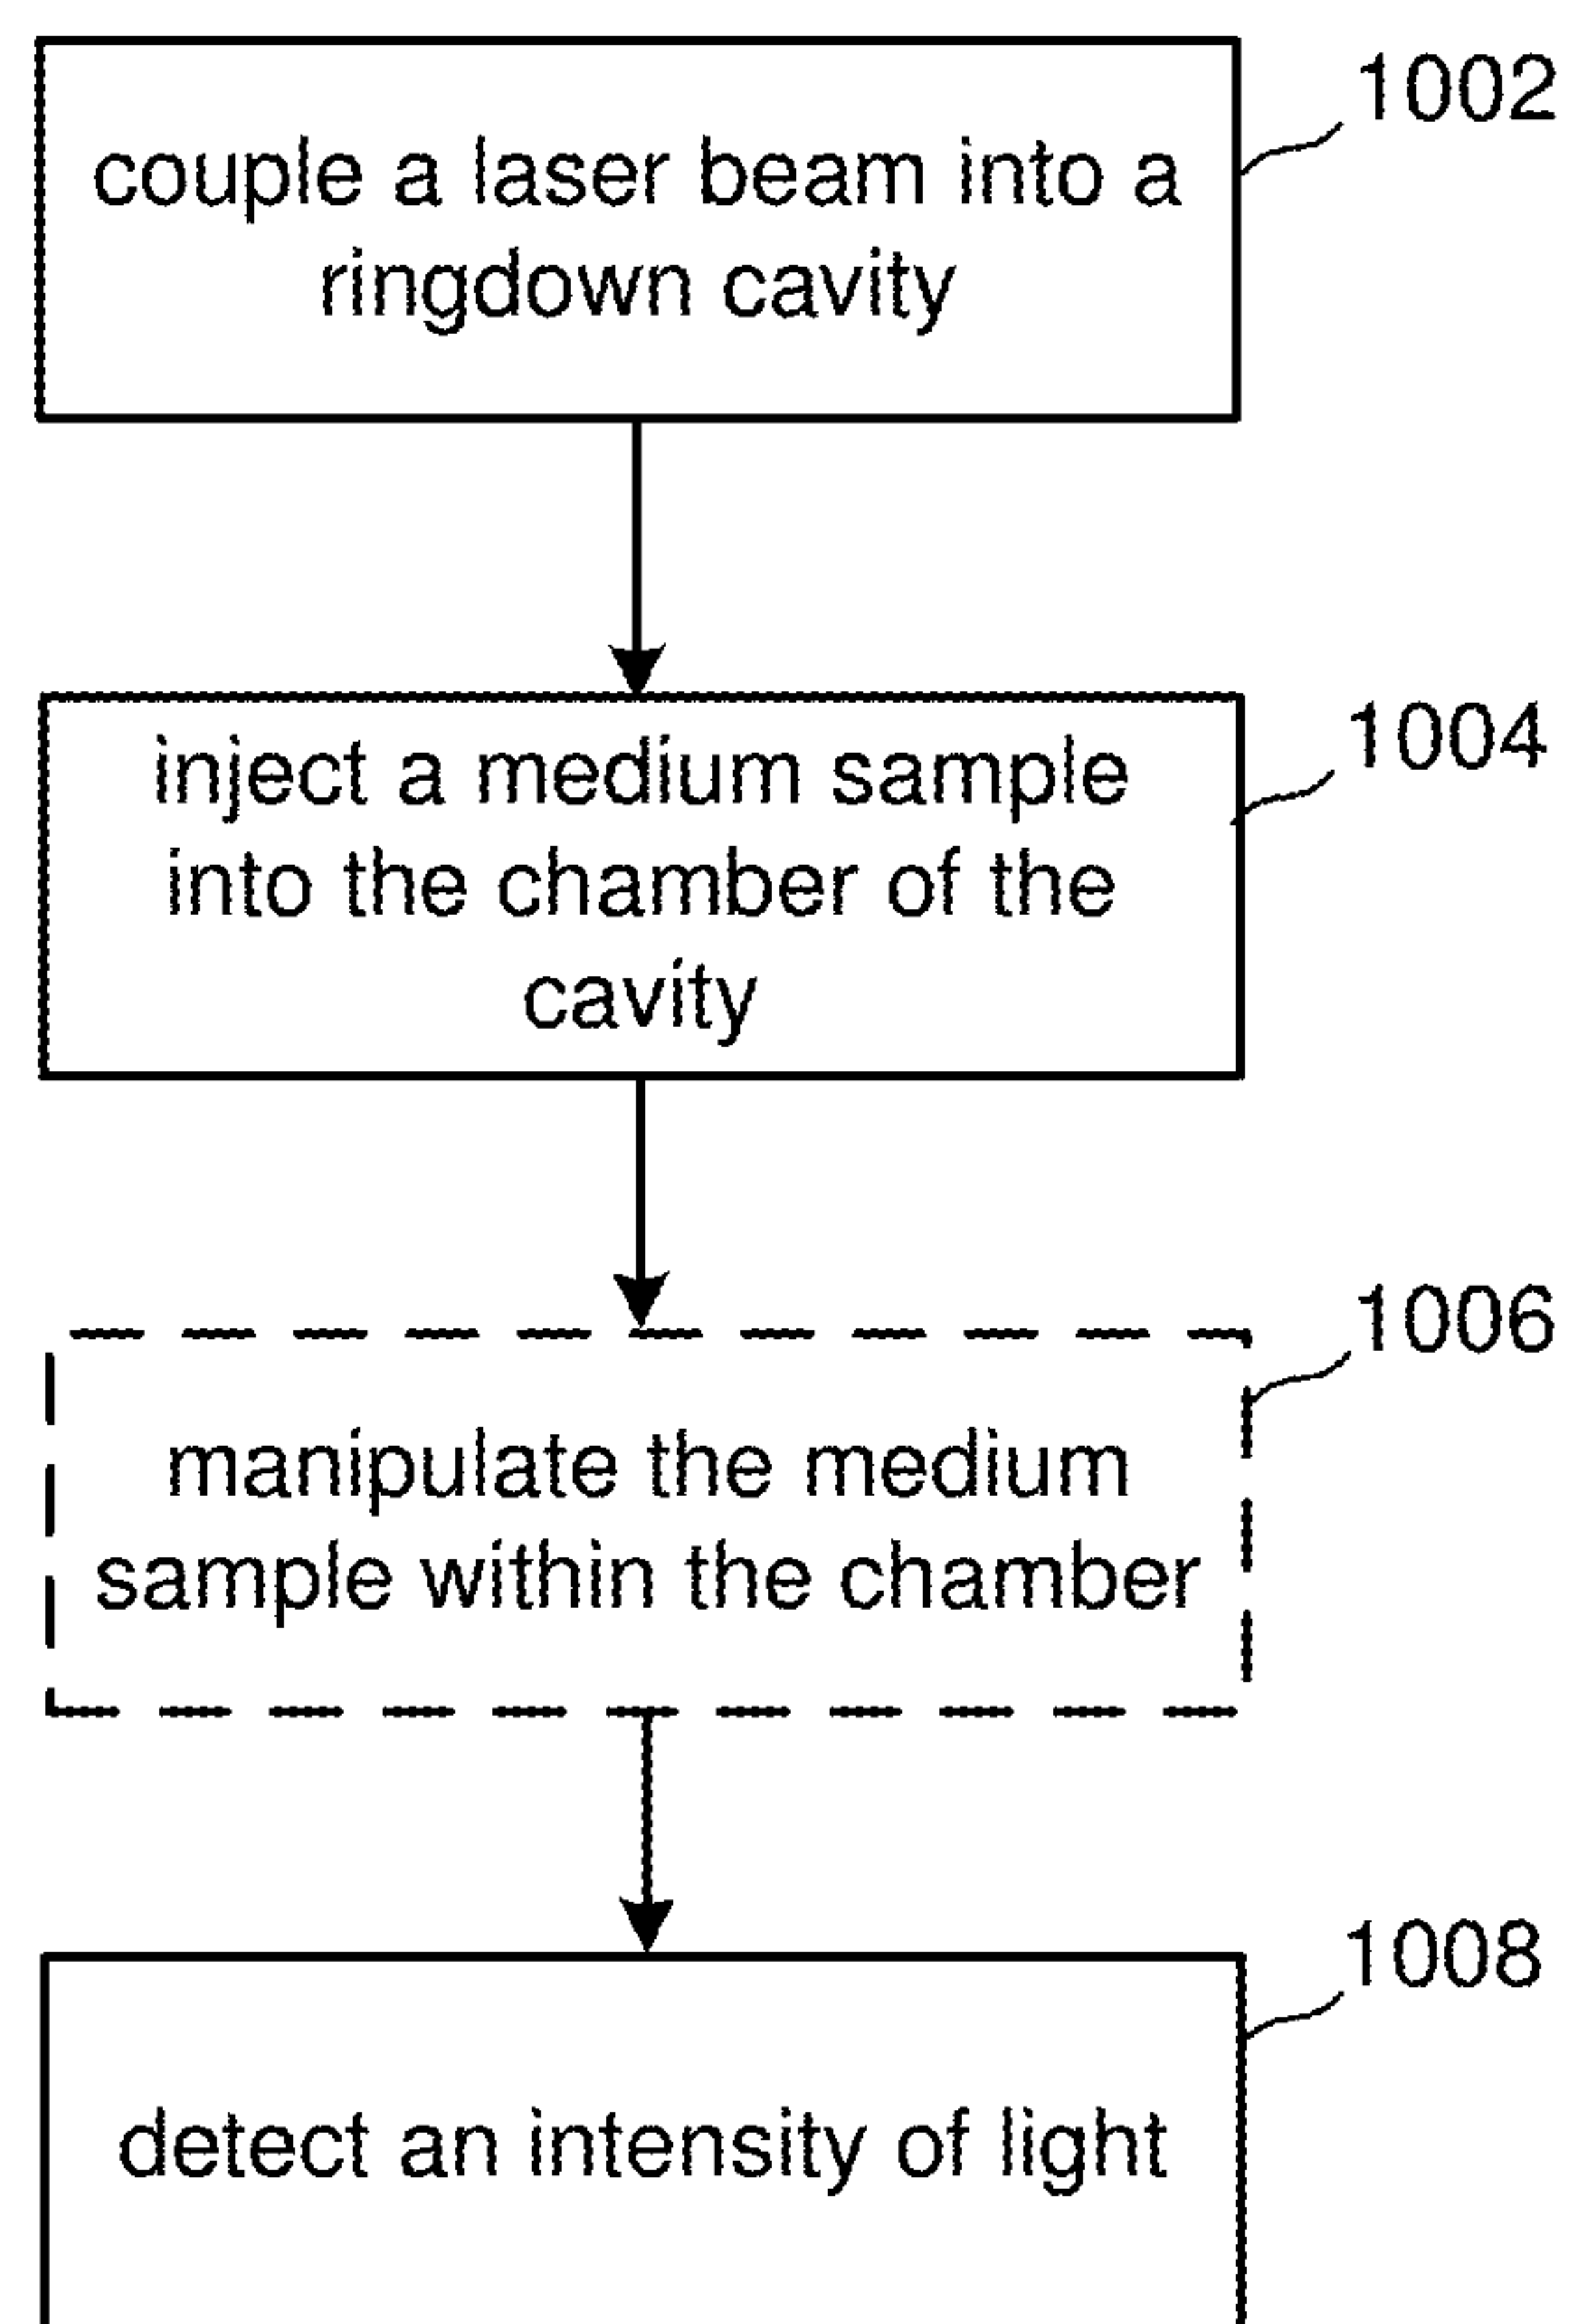 couple a laser beam into a
ringdown cavity
1002
inject a medium sample
into the chamber of the
cavity
1004
manipulate the medium
sample within the chamber
1006
detect an intensity of light
1008